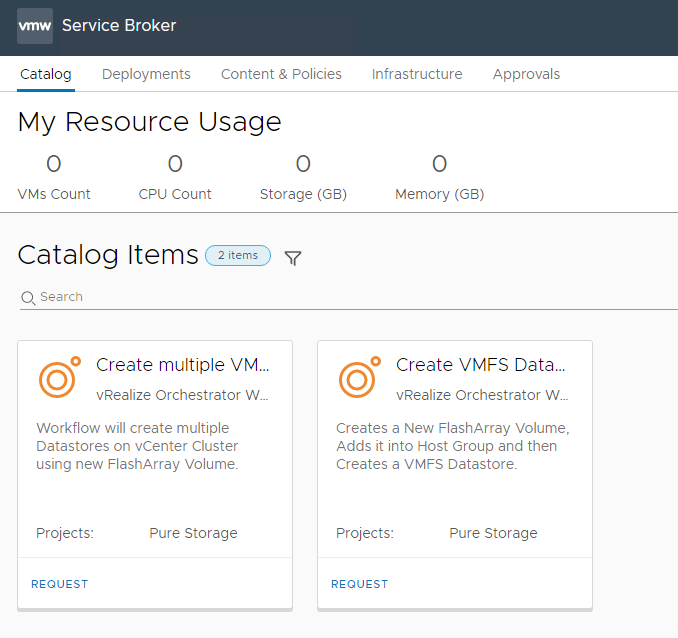 vmw Service Broker
Catalog Deployments Content & Policies Infrastructure Approvals
My Resource Usage
0 0 0 0
VMs Count CPU Count Storage (GB) Memory (GB)
Catalog Items 2 items
Search
Create multiple VM...
vRealize Orchestrator W...
Workflow will create multiple
Datastores on vCenter Cluster
using new FlashArray Volume.
Projects: Pure Storage
REQUEST
Create VMFS Data...
vRealize Orchestrator W...
Creates a New FlashArray Volume,
Adds it into Host Group and then
Creates a VMFS Datastore.
Projects: Pure Storage
REQUEST